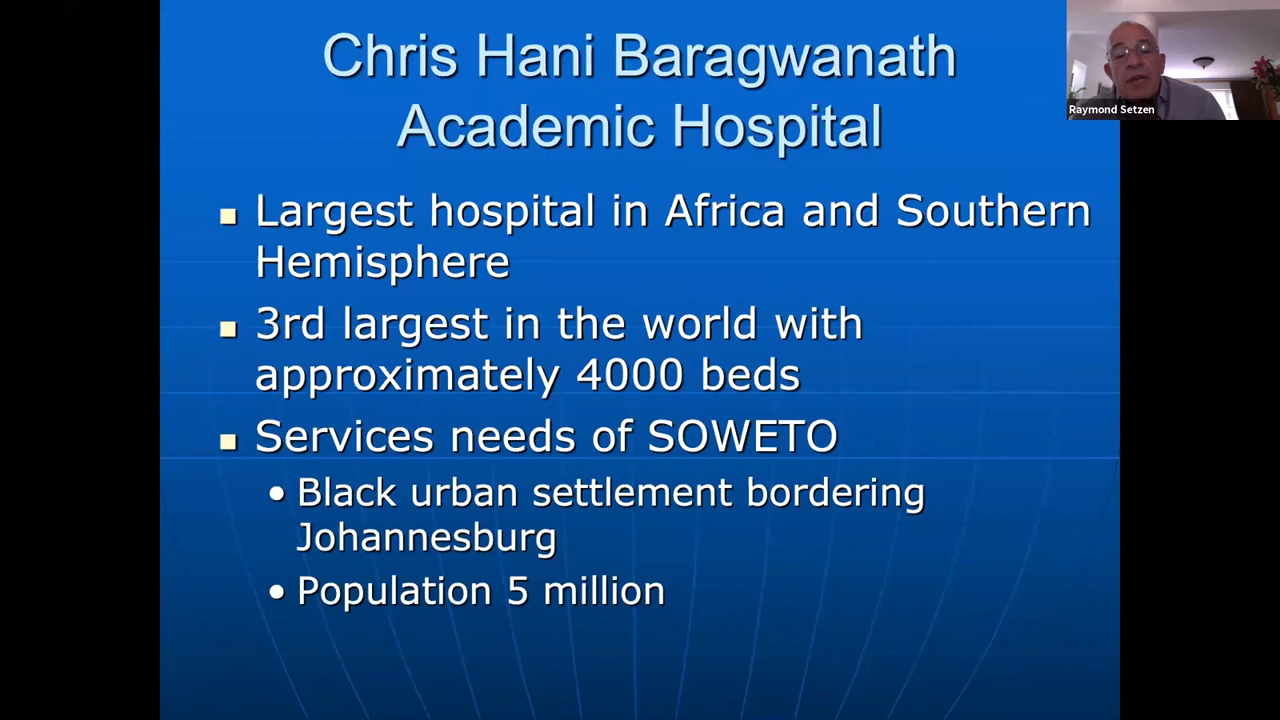 Chris Hani Baragwanath
Academic Hospital
Raymond Setzen
Largest hospital in Africa and Southern
Hemisphere
3rd largest in the world with
approximately 4000 beds
Services needs of SOWETO
Black urban settlement bordering
Johannesburg
Population 5 million